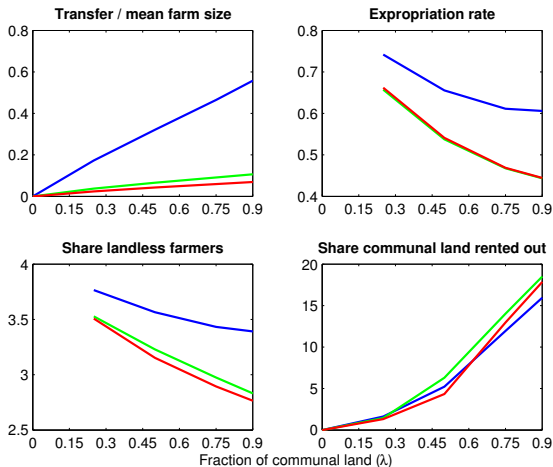 Transfer / mean farm size
0.8
0.6
0.4
0.2
0
0 0.15 0.3 0.45 0.6 0.75 0.9
Expropriation rate
0.8
0.7
0.6
0.5
0.4
0 0.15 0.3 0.45 0.6 0.75 0.9
Share landless farmers
4
3.5
3
2.5
0 0.15 0.3 0.45 0.6 0.75 0.9
Share communal land rented out
20
15
10
5
0
0 0.15 0.3 0.45 0.6 0.75 0.9
Fraction of communal land (λ)